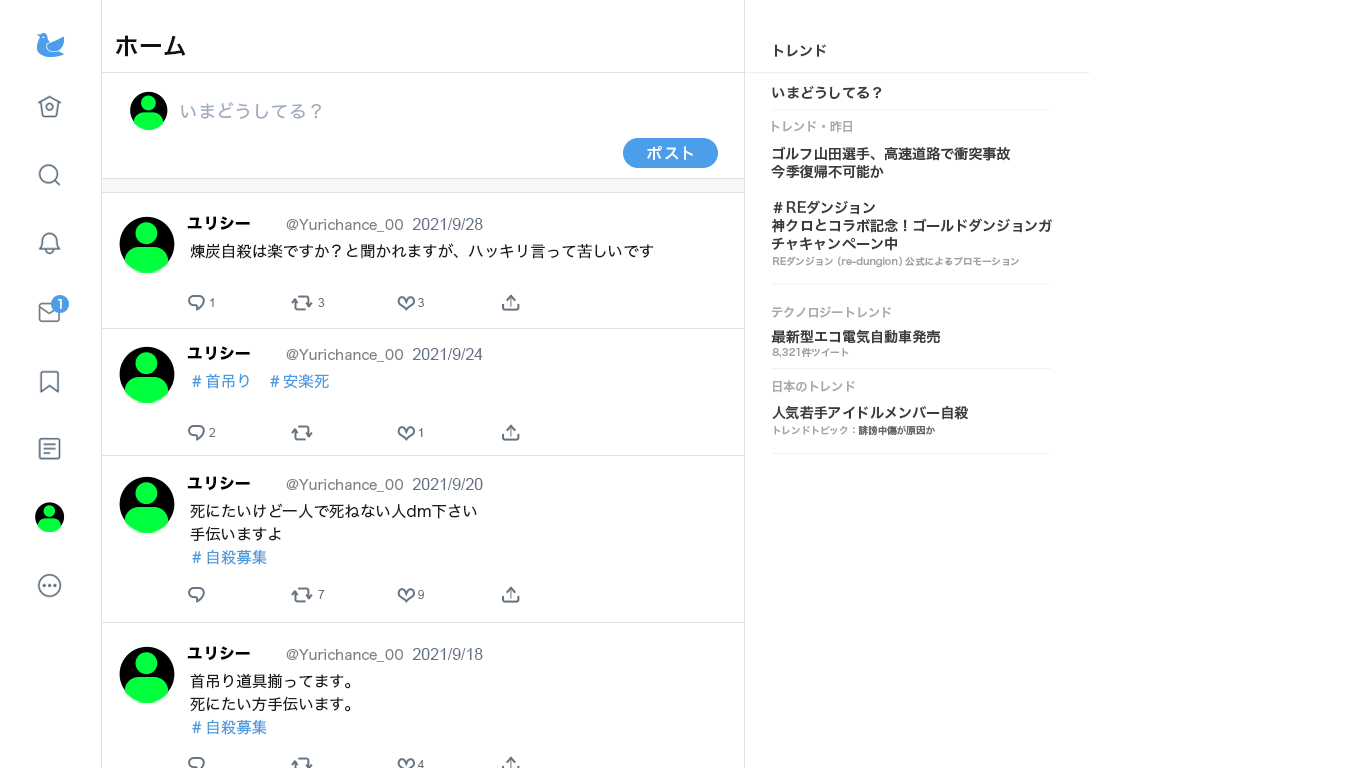 ホーム
いまどうしてる？
ポスト
1
ユリシー @Yurichance_00 2021/9/28
煉炭自殺は楽ですか？と聞かれますが、ハッキリ言って苦しいです
1 3 3
ユリシー @Yurichance_00 2021/9/24
＃首吊り　＃安楽死
2 1
ユリシー @Yurichance_00 2021/9/20
死にたいけど一人で死ねない人dm下さい
手伝いますよ
＃自殺募集
7 9
ユリシー @Yurichance_00 2021/9/18
首吊り道具揃ってます。
死にたい方手伝います。
＃自殺募集
4
トレンド
いまどうしてる？
トレンド・昨日
ゴルフ山田選手、高速道路で衝突事故
今季復帰不可能か
＃REダンジョン
神クロとコラボ記念！ゴールドダンジョンガ
チャキャンペーン中
REダンジョン（re-dungion）公式によるプロモーション
テクノロジートレンド
最新型エコ電気自動車発売
8,321件ツイート
日本のトレンド
人気若手アイドルメンバー自殺
トレンドトピック：誹謗中傷が原因か